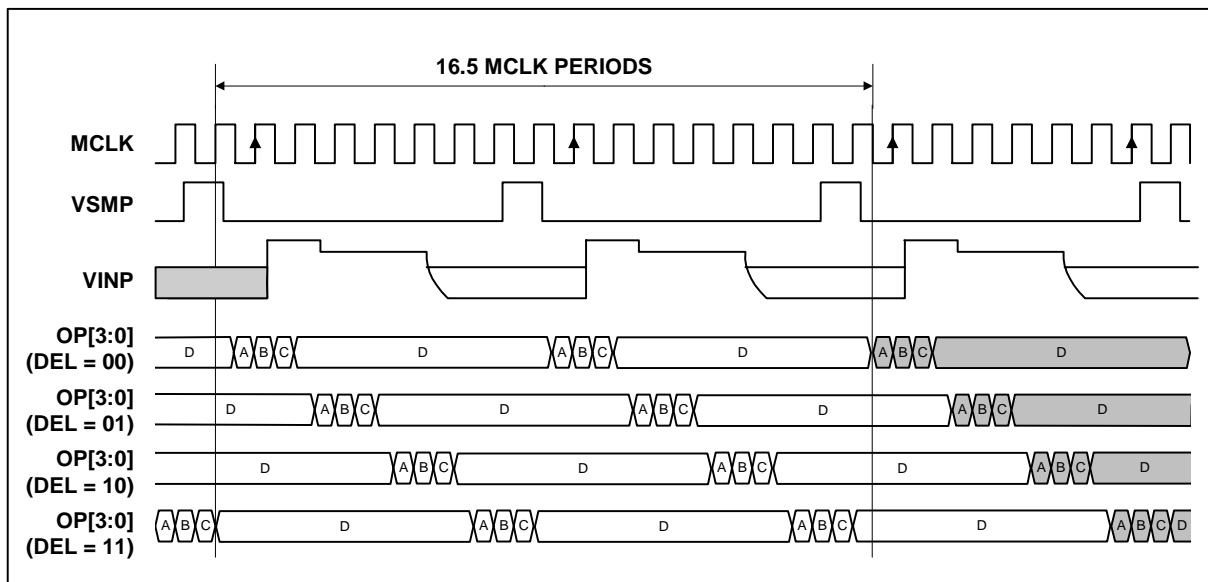 16.5 MCLK PERIODS
MCLK
VSMP
VINP
OP[3:0]
(DEL = 00)
D A B C D A B C D A B C D
OP[3:0]
(DEL = 01)
D A B C D A B C D A B C D
OP[3:0]
(DEL = 10)
D A B C D A B C D A B C D
OP[3:0]
(DEL = 11)
A B C D A B C D A B C D A B C D